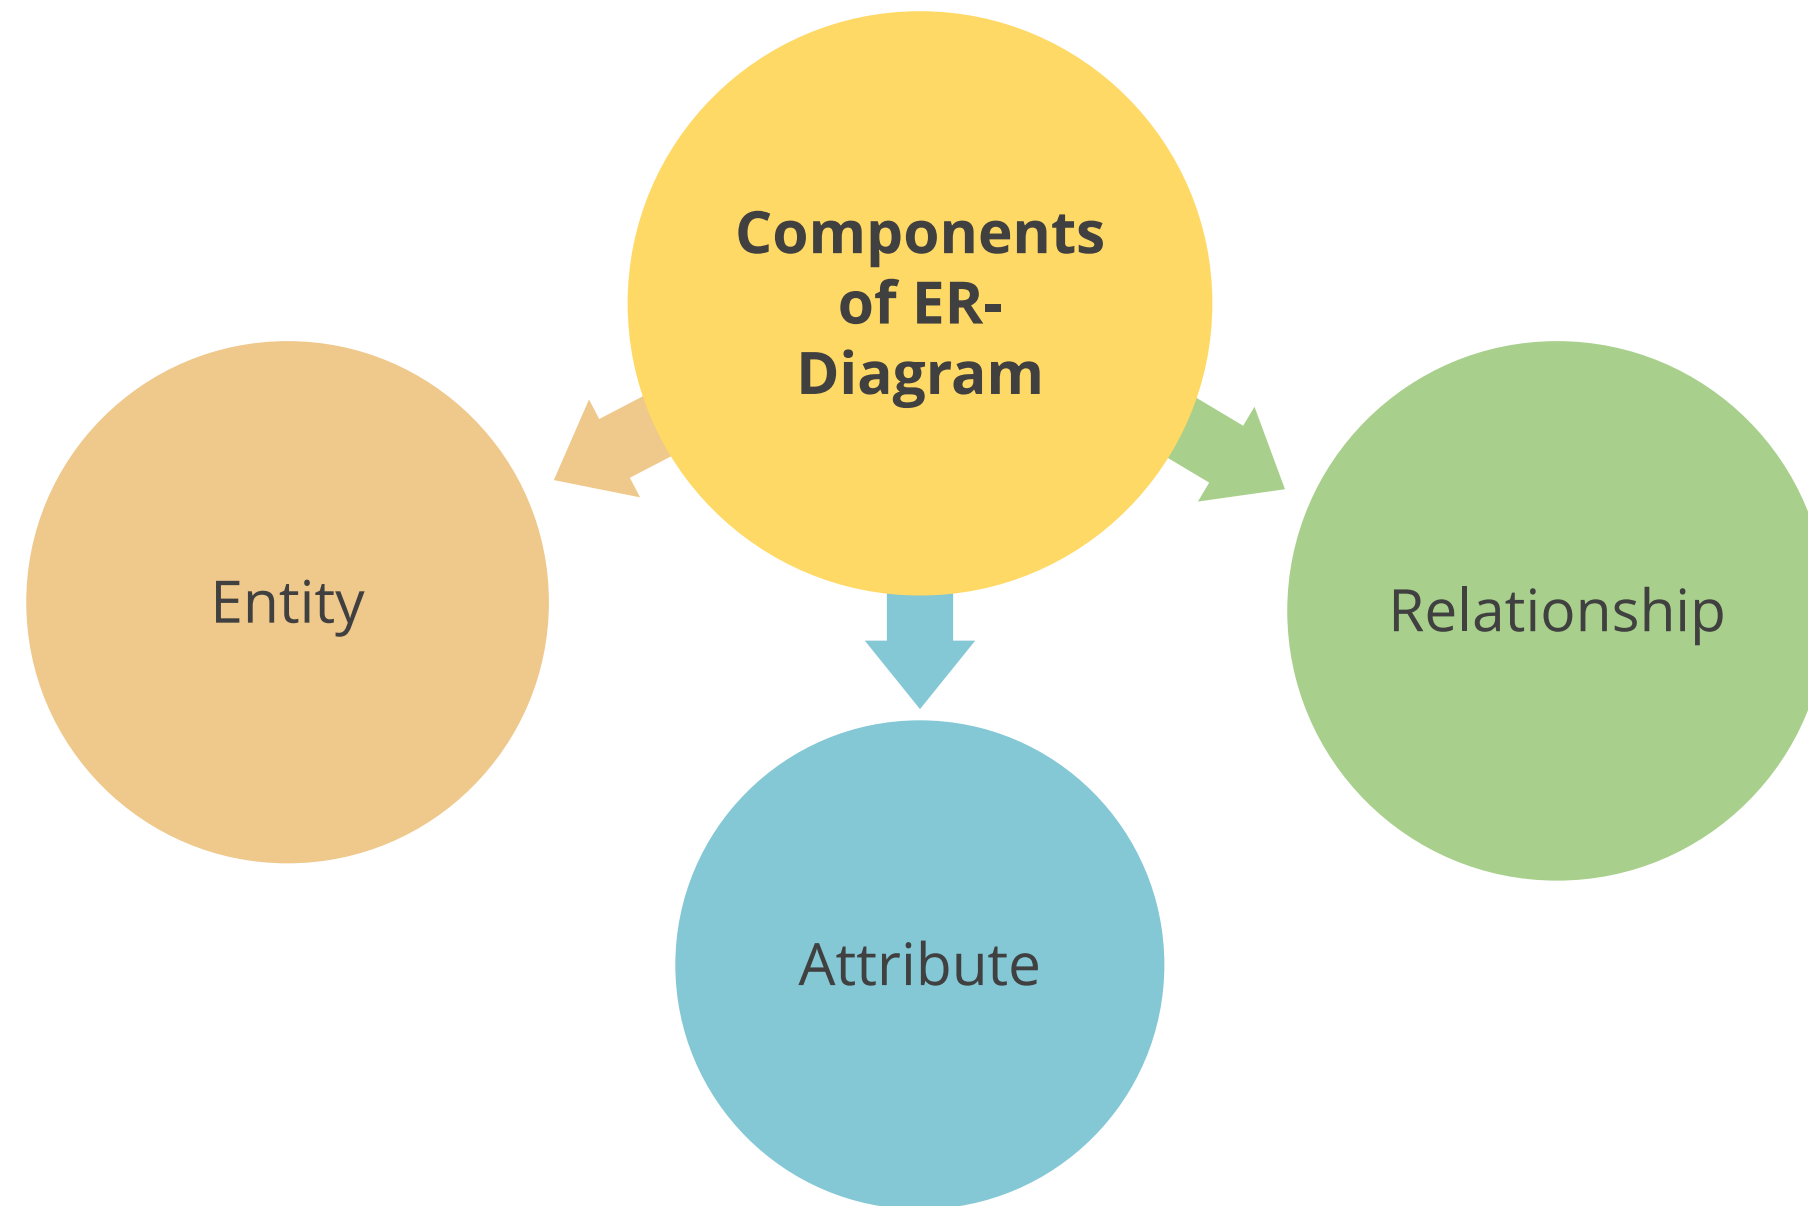 Components
of ER-
Diagram
Entity
Relationship
Attribute